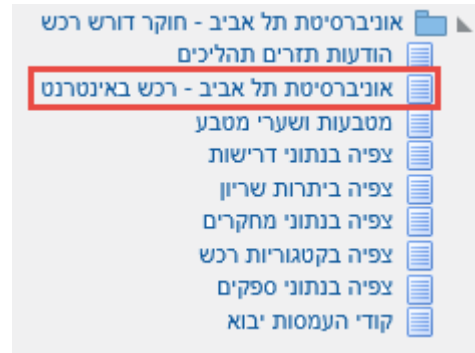 אוניברסיטת תל אביב - חוקר דורש רכש
הודעות תזרים תהליכים
אוניברסיטת תל אביב - רכש באינטרנט
מטבעות ושערי מטבע
צפיה בנתוני דרישות
צפיה ביתרות שריון
צפיה בנתוני מחקרים
צפיה בקטגוריות רכש
צפיה בנתוני ספקים
קודי העמסות יבוא